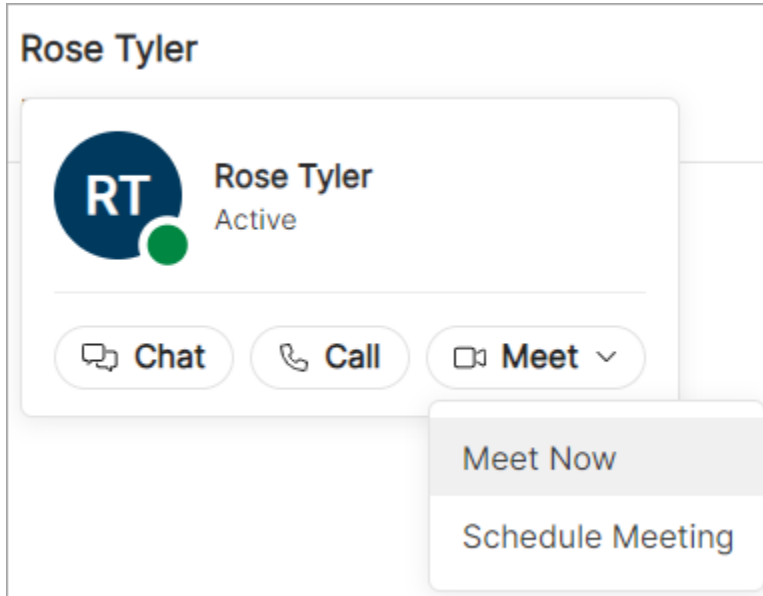 Rose Tyler
RT
Rose Tyler
Active
Chat Call Meet
Meet Now
Schedule Meeting